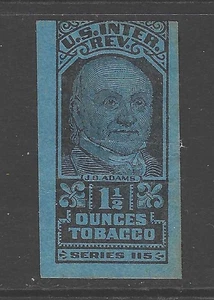 U.S. INTER.
REV.
J.Q. ADAMS.
1 1/2
OUNCES
TOBACCO
SERIES 115